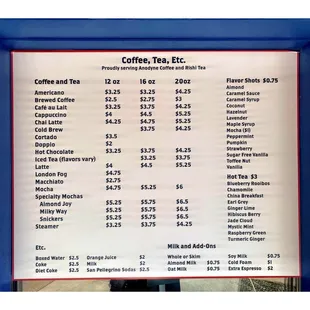 Coffee, Tea, Etc.
Proudly serving Anodyne Coffee and Rishi Tea
Coffee and Tea 12 oz 16 oz 20oz
Americano $3.25 $3.75 $4.25
Brewed Coffee $2.5 $2.75 $3
Café au Lait $3.25 $3.75 $4.25
Cappuccino $4 $4.5 $5
Chai Latte $4.25 $4.75 $5.25
Cold Brew $3.75 $4.25
Cortado $3.5
Doppio $2
Hot Chocolate $3.25 $3.75 $4.25
Iced Tea (flavors vary) $3.25 $3.75
Latte $4 $4.5 $5
London Fog $4.75
Macchiato $2.75
Mocha $4.75 $5.25 $6
Specialty Mochas
Almond Joy $5.25 $5.75 $6.5
Milky Way $5.25 $5.75 $6.5
Snickers $5.25 $5.75 $6.5
Steamer $3.25 $3.75 $4.25
Flavor Shots $0.75
Almond
Caramel Sauce
Caramel Syrup
Coconut
Hazelnut
Lavender
Maple Syrup
Mocha ($1)
Peppermint
Pumpkin
Strawberry
Sugar Free Vanilla
Toffee Nut
Vanilla
Hot Tea $3
Blueberry Rooibos
Chamomile
China Breakfast
Earl Grey
Ginger Lime
Hibiscus Berry
Jade Cloud
Mystic Mint
Raspberry Green
Turmeric Ginger
Etc.
Boxed Water $2.5 Orange Juice $2
Coke $2.5 Milk $2
Diet Coke $2.5 San Pellegrino Sodas $2.5
Milk and Add-Ons
Whole or Skim Soy Milk $0.75
Almond Milk $0.75 Cold Foam $1
Oat Milk $0.75 Extra Espresso $2